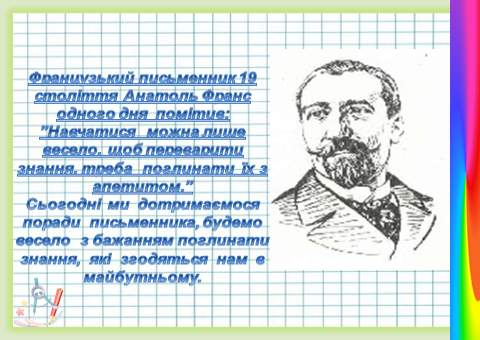 Французький письменник 19
століття Анатоль Франс
одного дня помітив:
"Навчатися можна лише
весело, щоб переварити
знання, треба поглинати їх з
апетитом."
Сьогодні ми дотримаємося
поради письменника, будемо
весело з бажанням поглинати
знання, які згодяться нам в
майбутньому.